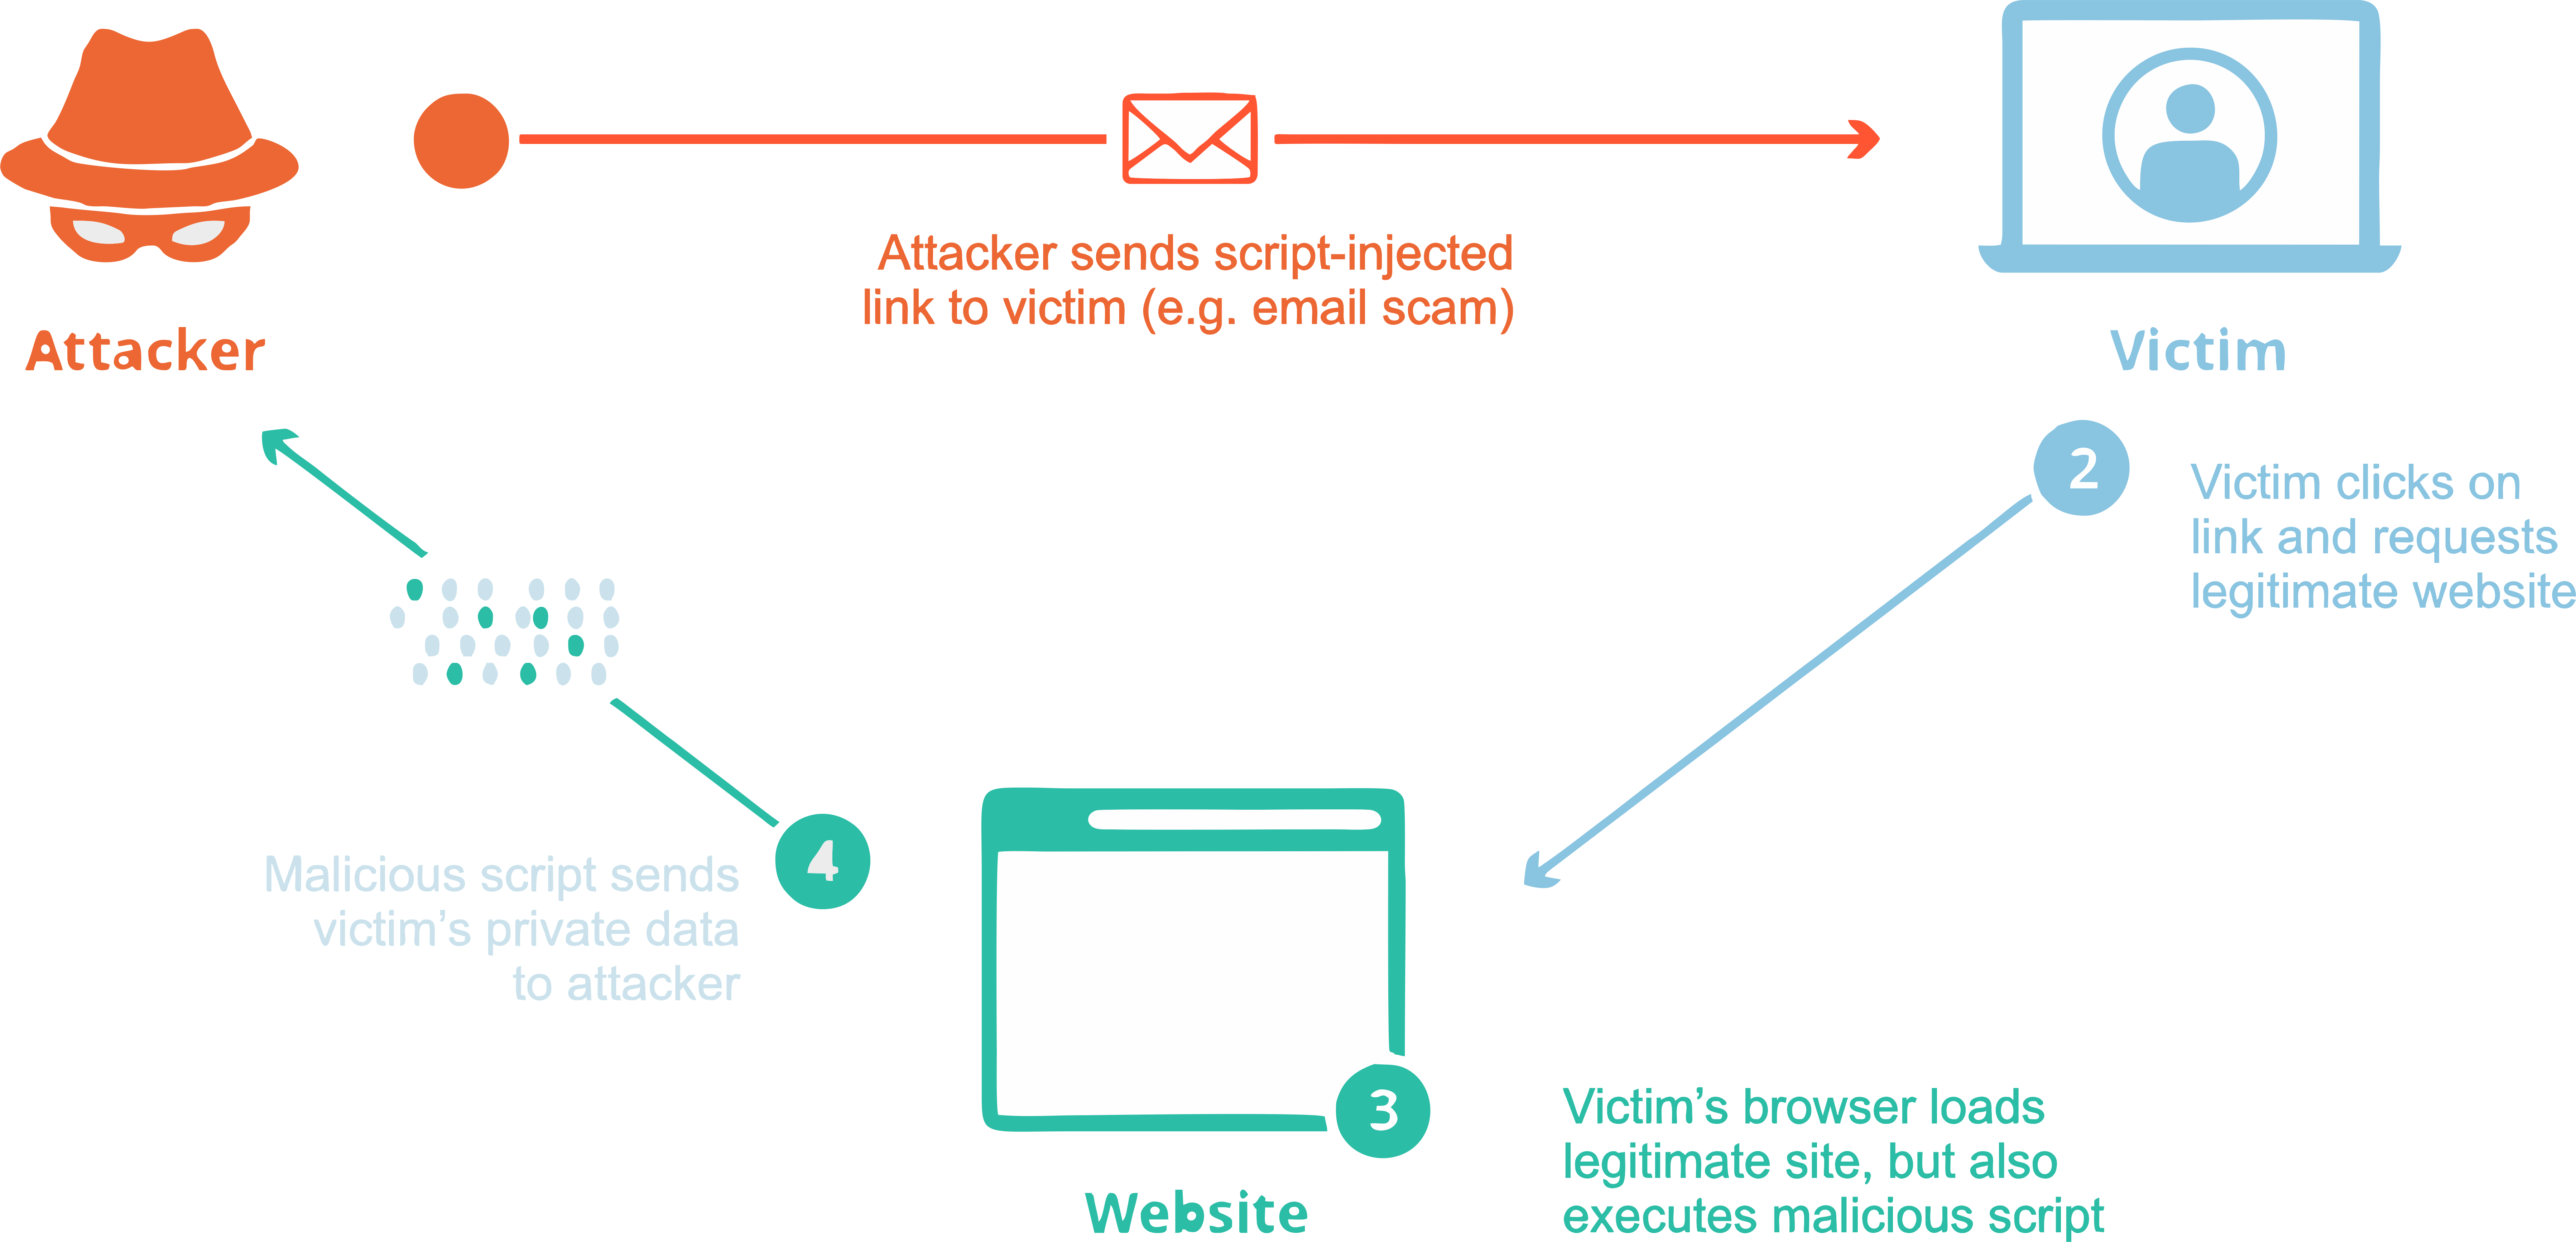 Attacker sends script-injected
link to victim (e.g. email scam)
Attacker
Victim
2
Victim clicks on
link and requests
legitimate website
4
Malicious script sends
victim’s private data
to attacker
3
Victim’s browser loads
legitimate site, but also
executes malicious script
Website